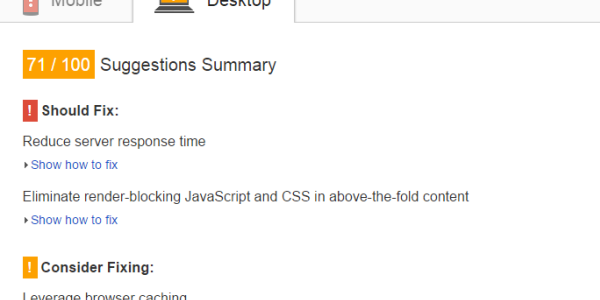 Mobile
Desktop
71 / 100 Suggestions Summary
! Should Fix:
Reduce server response time
Show how to fix
Eliminate render-blocking JavaScript and CSS in above-the-fold content
Show how to fix
! Consider Fixing:
Leverage browser caching